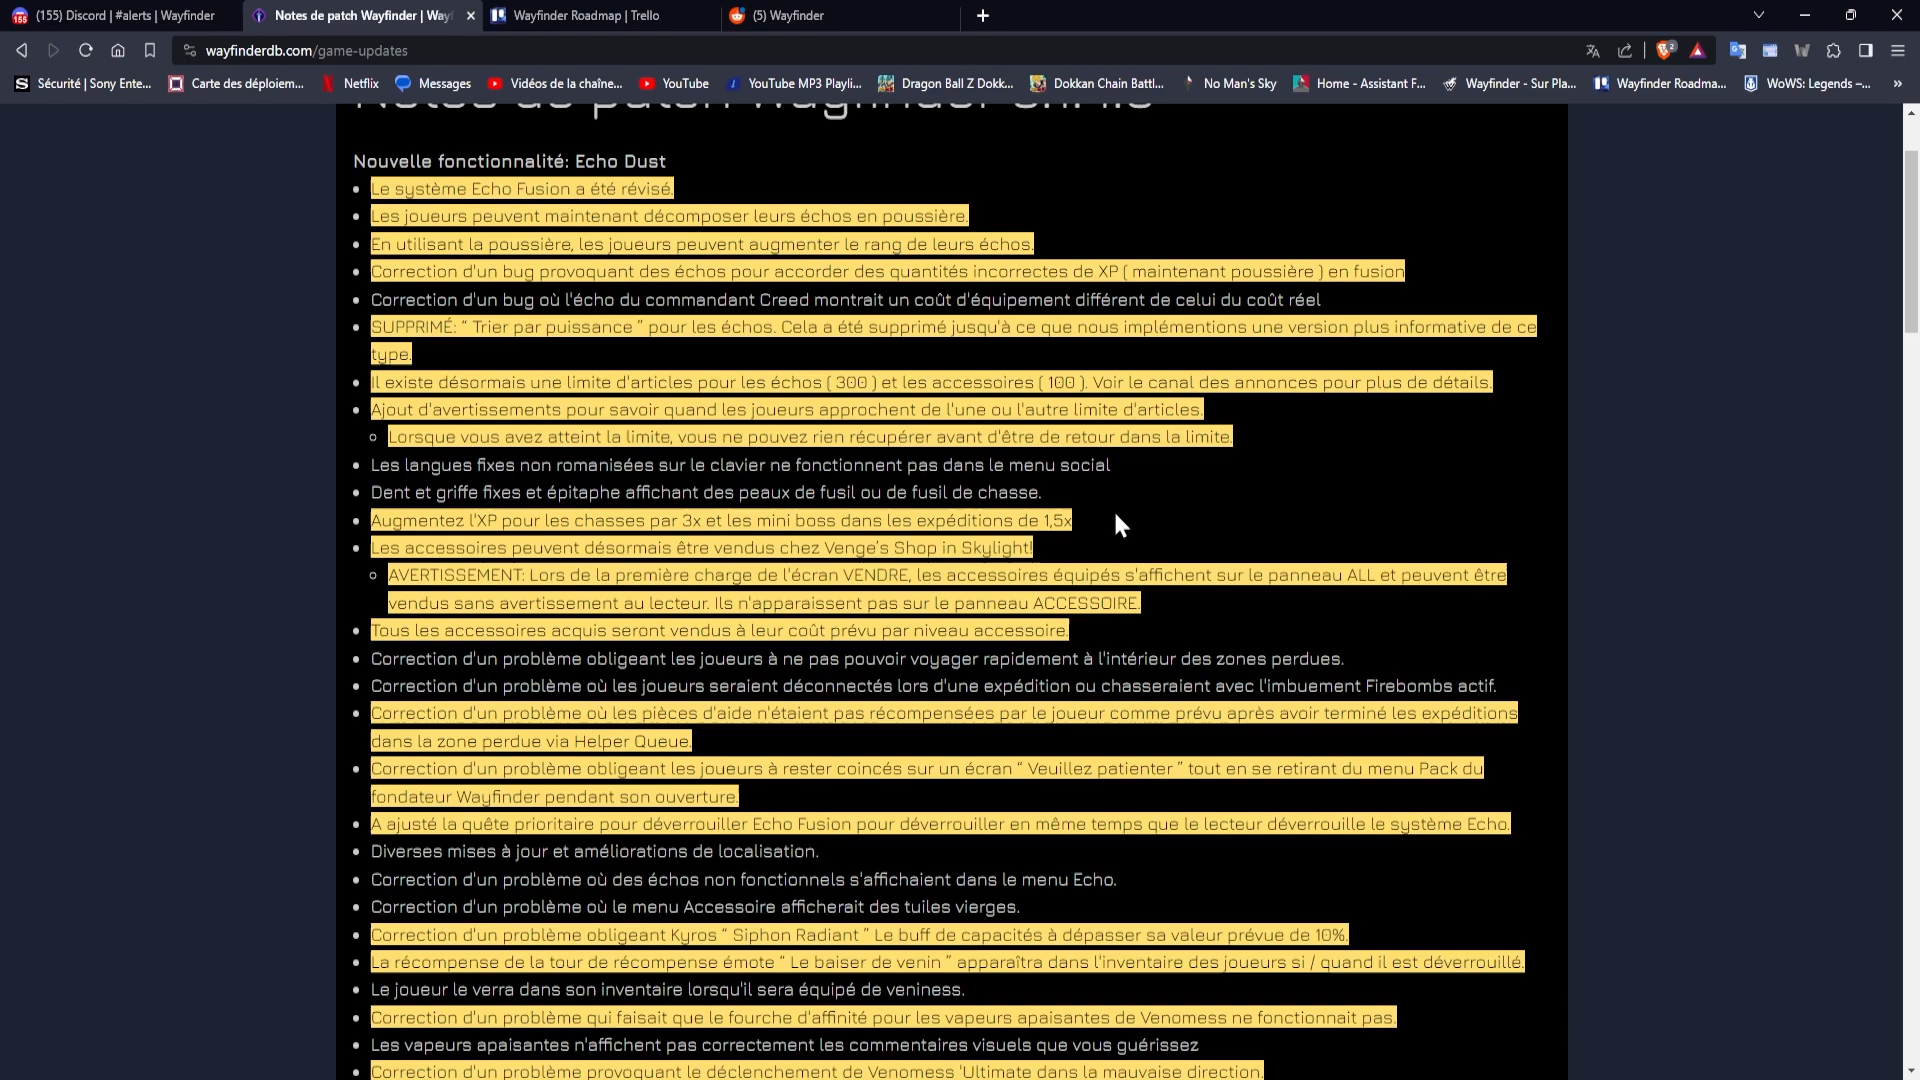 (155) Discord | #alerts | Wayfinder
Notes de patch Wayfinder | Way
Wayfinder Roadmap | Trello
(5) Wayfinder
wayfinderdb.com/game-updates
Sécurité | Sony Ente...
Carte des déploiem...
Netflix
Messages
Vidéos de la chaîne...
YouTube
YouTube MP3 Playli...
Dragon Ball Z Dokk...
Dokkan Chain Battl...
No Man's Sky
Home - Assistant F...
Wayfinder - Sur Pla...
Wayfinder Roadma...
WoWS: Legends –...
Notes de patch Wayfinder
Nouvelle fonctionnalité: Echo Dust
Le système Echo Fusion a été révisé.
Les joueurs peuvent maintenant décomposer leurs échos en poussière.
En utilisant la poussière, les joueurs peuvent augmenter le rang de leurs échos.
Correction d'un bug provoquant des échos pour accorder des quantités incorrectes de XP ( maintenant poussière ) en fusion
Correction d'un bug où l'écho du commandant Creed montrait un coût d'équipement différent de celui du coût réel
SUPPRIMÉ: “ Trier par puissance ” pour les échos. Cela a été supprimé jusqu'à ce que nous implémentions une version plus informative de ce
type.
Il existe désormais une limite d'articles pour les échos ( 300 ) et les accessoires ( 100 ). Voir le canal des annonces pour plus de détails.
Ajout d'avertissements pour savoir quand les joueurs approchent de l'une ou l'autre limite d'articles.
Lorsque vous avez atteint la limite, vous ne pouvez rien récupérer avant d'être de retour dans la limite.
Les langues fixes non romanisées sur le clavier ne fonctionnent pas dans le menu social
Dent et griffe fixes et épitaphe affichant des peaux de fusil ou de fusil de chasse.
Augmentez l'XP pour les chasses par 3x et les mini boss dans les expéditions de 1,5x
Les accessoires peuvent désormais être vendus chez Venge’s Shop in Skylight!
AVERTISSEMENT: Lors de la première charge de l'écran VENDRE, les accessoires équipés s'affichent sur le panneau ALL et peuvent être
vendus sans avertissement au lecteur. Ils n'apparaissent pas sur le panneau ACCESSOIRE.
Tous les accessoires acquis seront vendus à leur coût prévu par niveau accessoire.
Correction d'un problème obligeant les joueurs à ne pas pouvoir voyager rapidement à l'intérieur des zones perdues.
Correction d'un problème où les joueurs seraient déconnectés lors d'une expédition ou chasseraient avec l'imbuement Firebombs actif.
Correction d'un problème où les pièces d'aide n'étaient pas récompensées par le joueur comme prévu après avoir terminé les expéditions
dans la zone perdue via Helper Queue.
Correction d'un problème obligeant les joueurs à rester coincés sur un écran “ Veuillez patienter ” tout en se retirant du menu Pack du
fondateur Wayfinder pendant son ouverture.
A ajusté la quête prioritaire pour déverrouiller Echo Fusion pour déverrouiller en même temps que le lecteur déverrouille le système Echo.
Diverses mises à jour et améliorations de localisation.
Correction d'un problème où des échos non fonctionnels s'affichaient dans le menu Echo.
Correction d'un problème où le menu Accessoire afficherait des tuiles vierges.
Correction d'un problème obligeant Kyros “ Siphon Radiant ” Le buff de capacités à dépasser sa valeur prévue de 10%.
La récompense de la tour de récompense émote “ Le baiser de venin ” apparaîtra dans l'inventaire des joueurs si / quand il est déverrouillé.
Le joueur le verra dans son inventaire lorsqu'il sera équipé de veniness.
Correction d'un problème qui faisait que le fourche d'affinité pour les vapeurs apaisantes de Venomess ne fonctionnait pas.
Les vapeurs apaisantes n'affichent pas correctement les commentaires visuels que vous guérissez
Correction d'un problème provoquant le déclenchement de Venomess 'Ultimate dans la mauvaise direction.